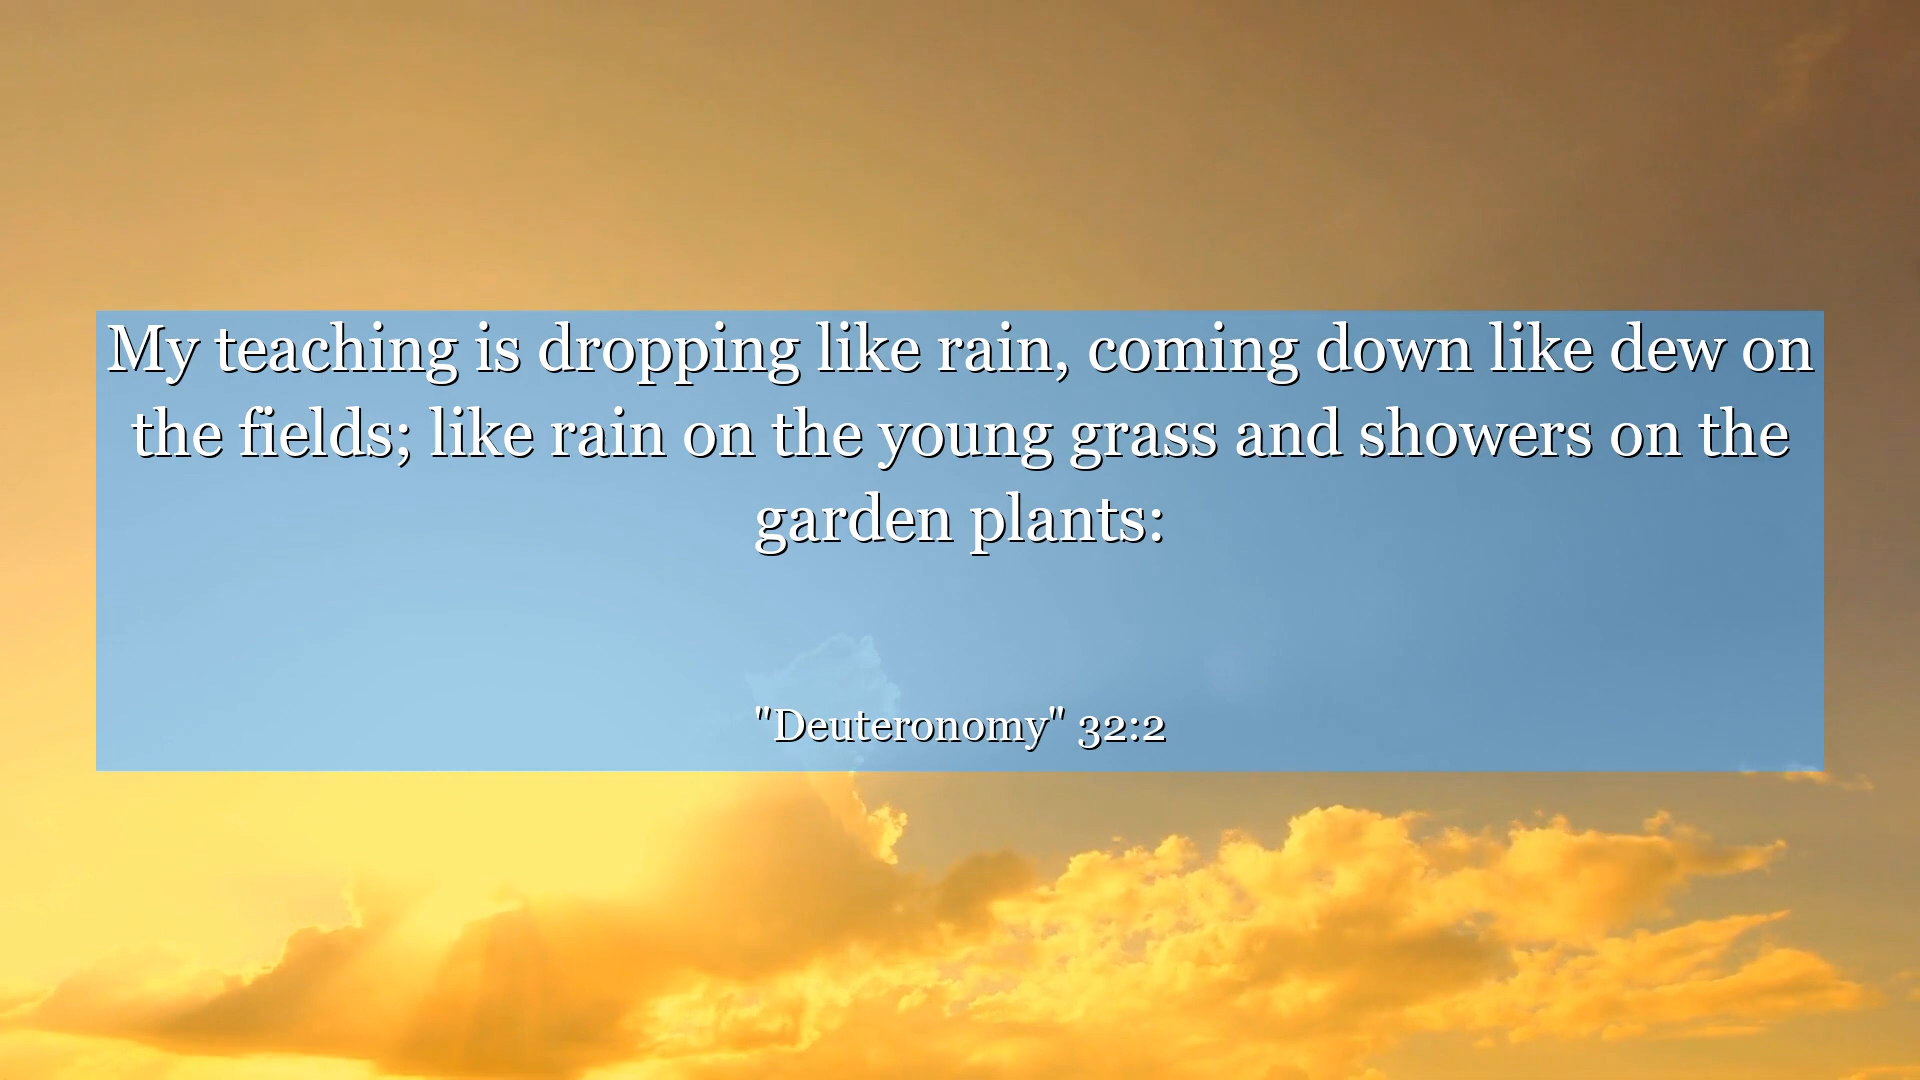 My teaching is dropping like rain, coming down like dew on
the fields; like rain on the young grass and showers on the
garden plants:
"Deuteronomy" 32:2